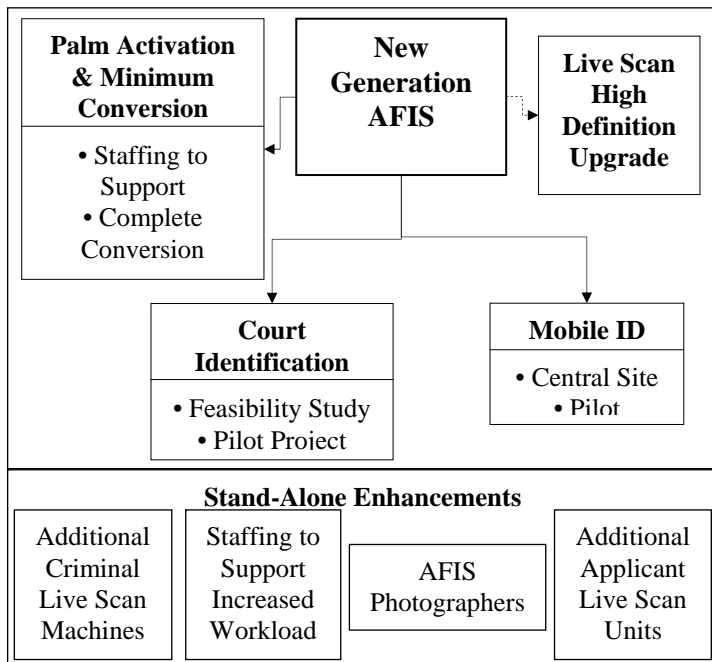 Palm Activation
& Minimum
Conversion
• Staffing to
Support
• Complete
Conversion
New
Generation
AFIS
Live Scan
High
Definition
Upgrade
Court
Identification
• Feasibility Study
• Pilot Project
Mobile ID
• Central Site
• Pilot
Stand-Alone Enhancements
Additional
Criminal
Live Scan
Machines
Staffing to
Support
Increased
Workload
AFIS
Photographers
Additional
Applicant
Live Scan
Units